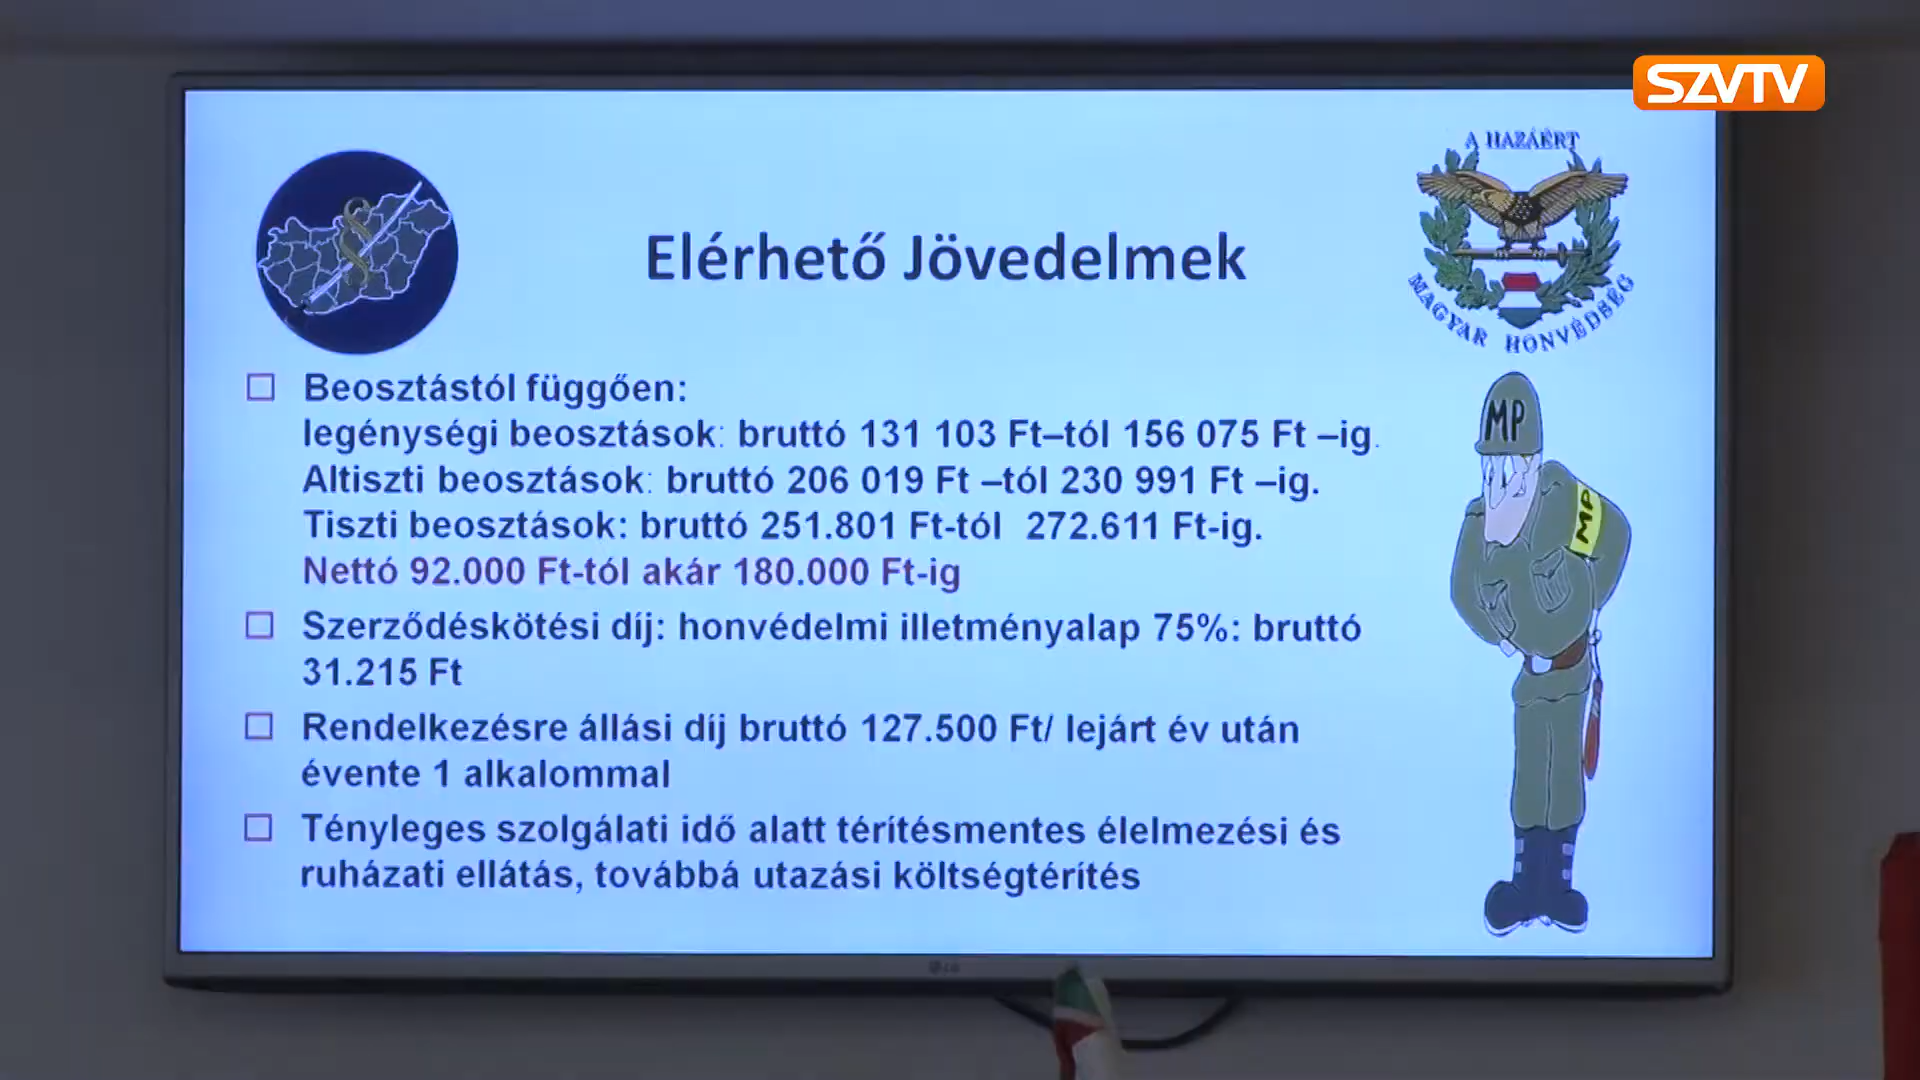 SZVTV
A HAZÁÉRT
MAGYAR HONVÉDSÉG
Elérhető Jövedelmek
Beosztástól függően:
legénységi beosztások: bruttó 131 103 Ft–tól 156 075 Ft –ig.
Altiszti beosztások: bruttó 206 019 Ft –tól 230 991 Ft –ig.
Tiszti beosztások: bruttó 251.801 Ft-tól 272.611 Ft-ig.
Nettó 92.000 Ft-tól akár 180.000 Ft-ig
Szerződéskötési díj: honvédelmi illetményalap 75%: bruttó
31.215 Ft
Rendelkezésre állási díj bruttó 127.500 Ft/ lejárt év után
évente 1 alkalommal
Tényleges szolgálati idő alatt térítésmentes élelmezési és
ruházati ellátás, továbbá utazási költségtérítés
MP
MP
LG